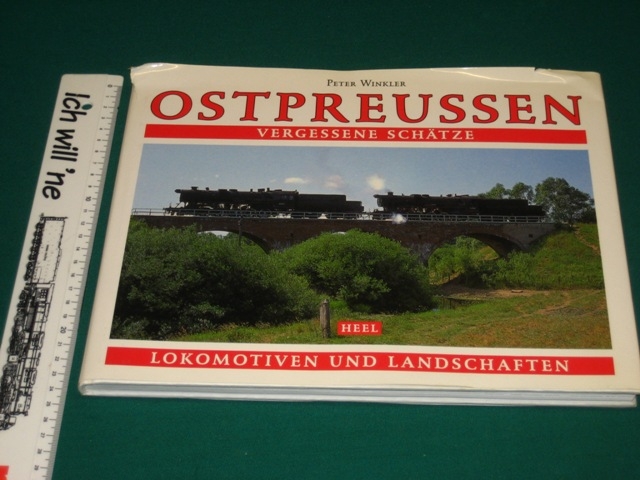 PETER WINKLER
OSTPREUSSEN
VERGESSENE SCHÄTZE
HEEL
LOKOMOTIVEN UND LANDSCHAFTEN
Ich will 'ne